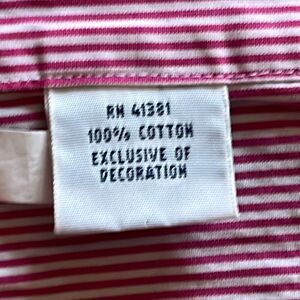 RN 41381
100% COTTON
EXCLUSIVE OF
DECORATION